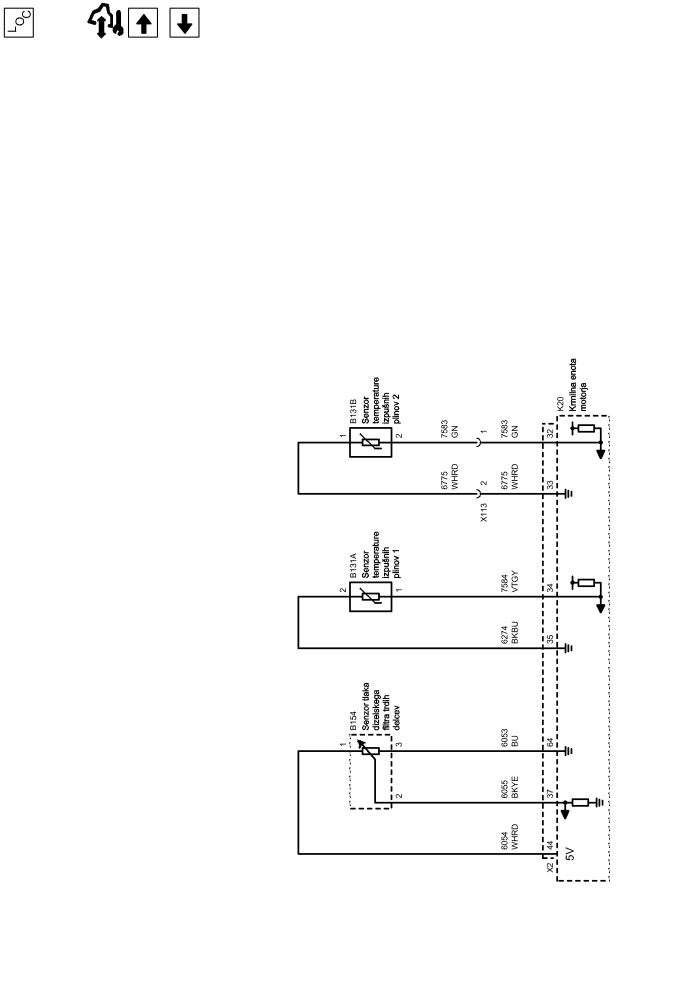 LOC
1
B131B
Senzor
temperature
izpušnih
plinov 2
2
7583
GN
1
7583
GN
32
K20
Krmilna enota
motorja
6775
WHRD
X113
2
6775
WHRD
33
2
B131A
Senzor
temperature
izpušnih
plinov 1
1
7584
VTGY
34
6274
BKBU
35
1
B154
Senzor tlaka
dizelskega
filtra trdih
delcev
3
6053
BU
64
2
6055
BKYE
37
6054
WHRD
44
X2
5V